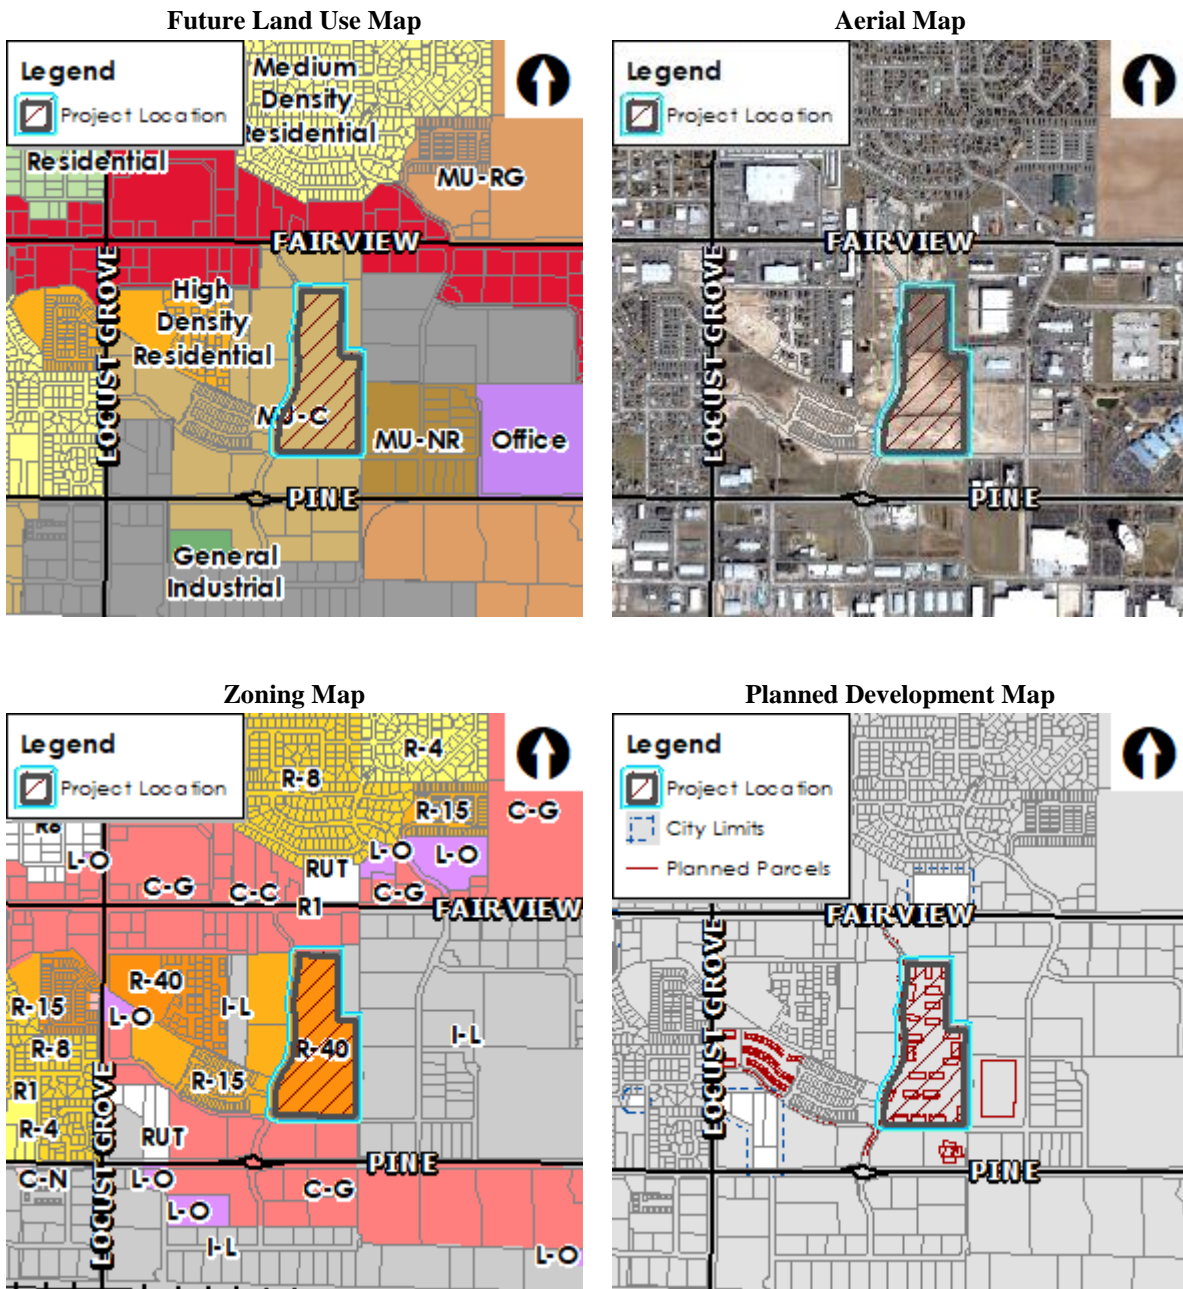 Future Land Use Map
Legend
Project Location
Medium
Density
Residential
Residential
MU-RG
FAIRVIEW
LOCUST GROVE
High
Density
Residential
MU-C
MU-NR
Office
PINE
General
Industrial
Aerial Map
Legend
Project Location
FAIRVIEW
LOCUST GROVE
PINE
Zoning Map
Legend
Project Location
R-4
R-8
R-15
C-G
R8
L-O
L-O
L-O
RUT
C-G
C-C
C-G
R1
FAIRVIEW
R-40
R-15
I-L
L-O
R-40
I-L
R-8
R-15
R1
LOCUST GROVE
R-4
RUT
PINE
C-N
L-O
C-G
L-O
I-L
L-O
Planned Development Map
Legend
Project Location
City Limits
Planned Parcels
FAIRVIEW
LOCUST GROVE
PINE